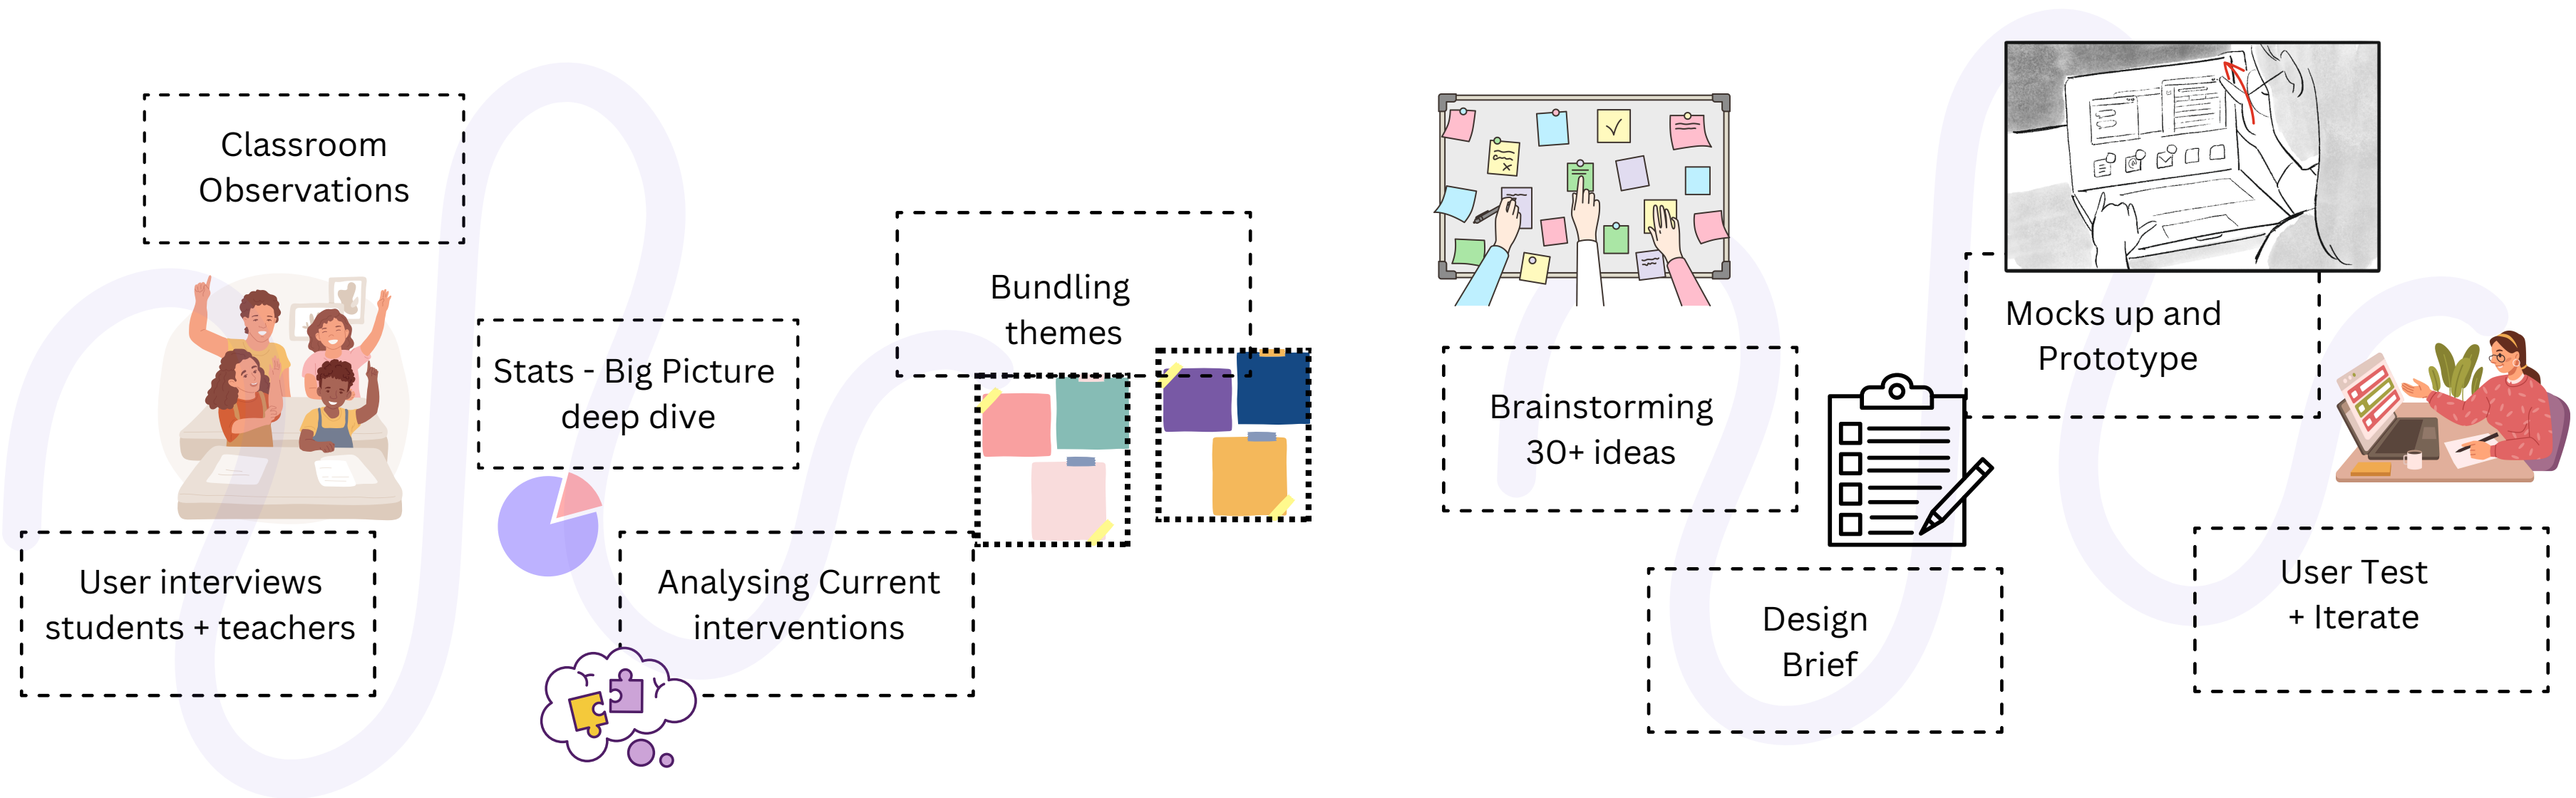 Classroom
Observations
User interviews
students + teachers
Stats - Big Picture
deep dive
Analysing Current
interventions
Bundling
themes
Brainstorming
30+ ideas
Design
Brief
Mocks up and
Prototype
User Test
+ Iterate